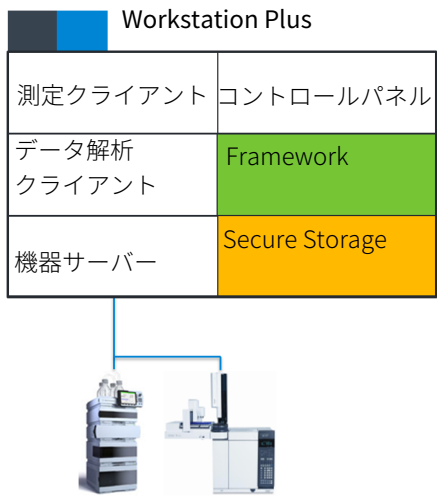 Workstation Plus
測定クライアント
コントロールパネル
データ解析
クライアント
Framework
機器サーバー
Secure Storage